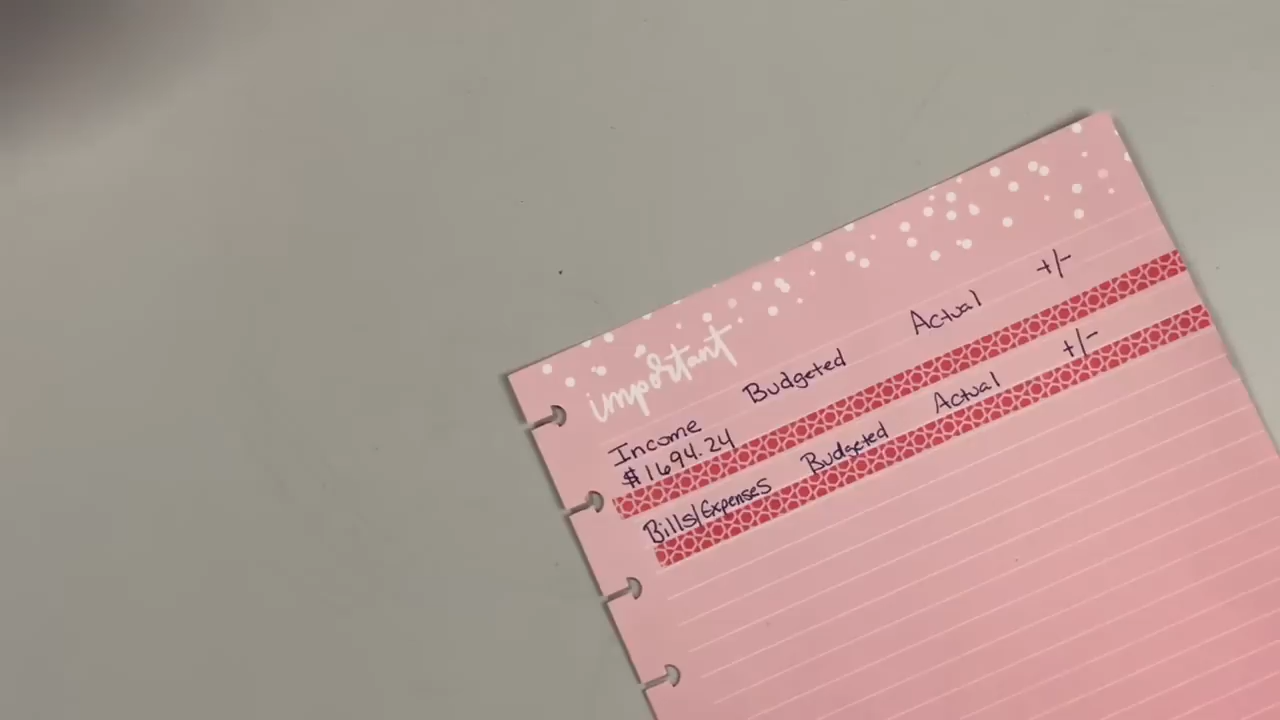 important
Income Budgeted Actual +/-
$1694.24
Bills/Expenses Budgeted Actual +/-